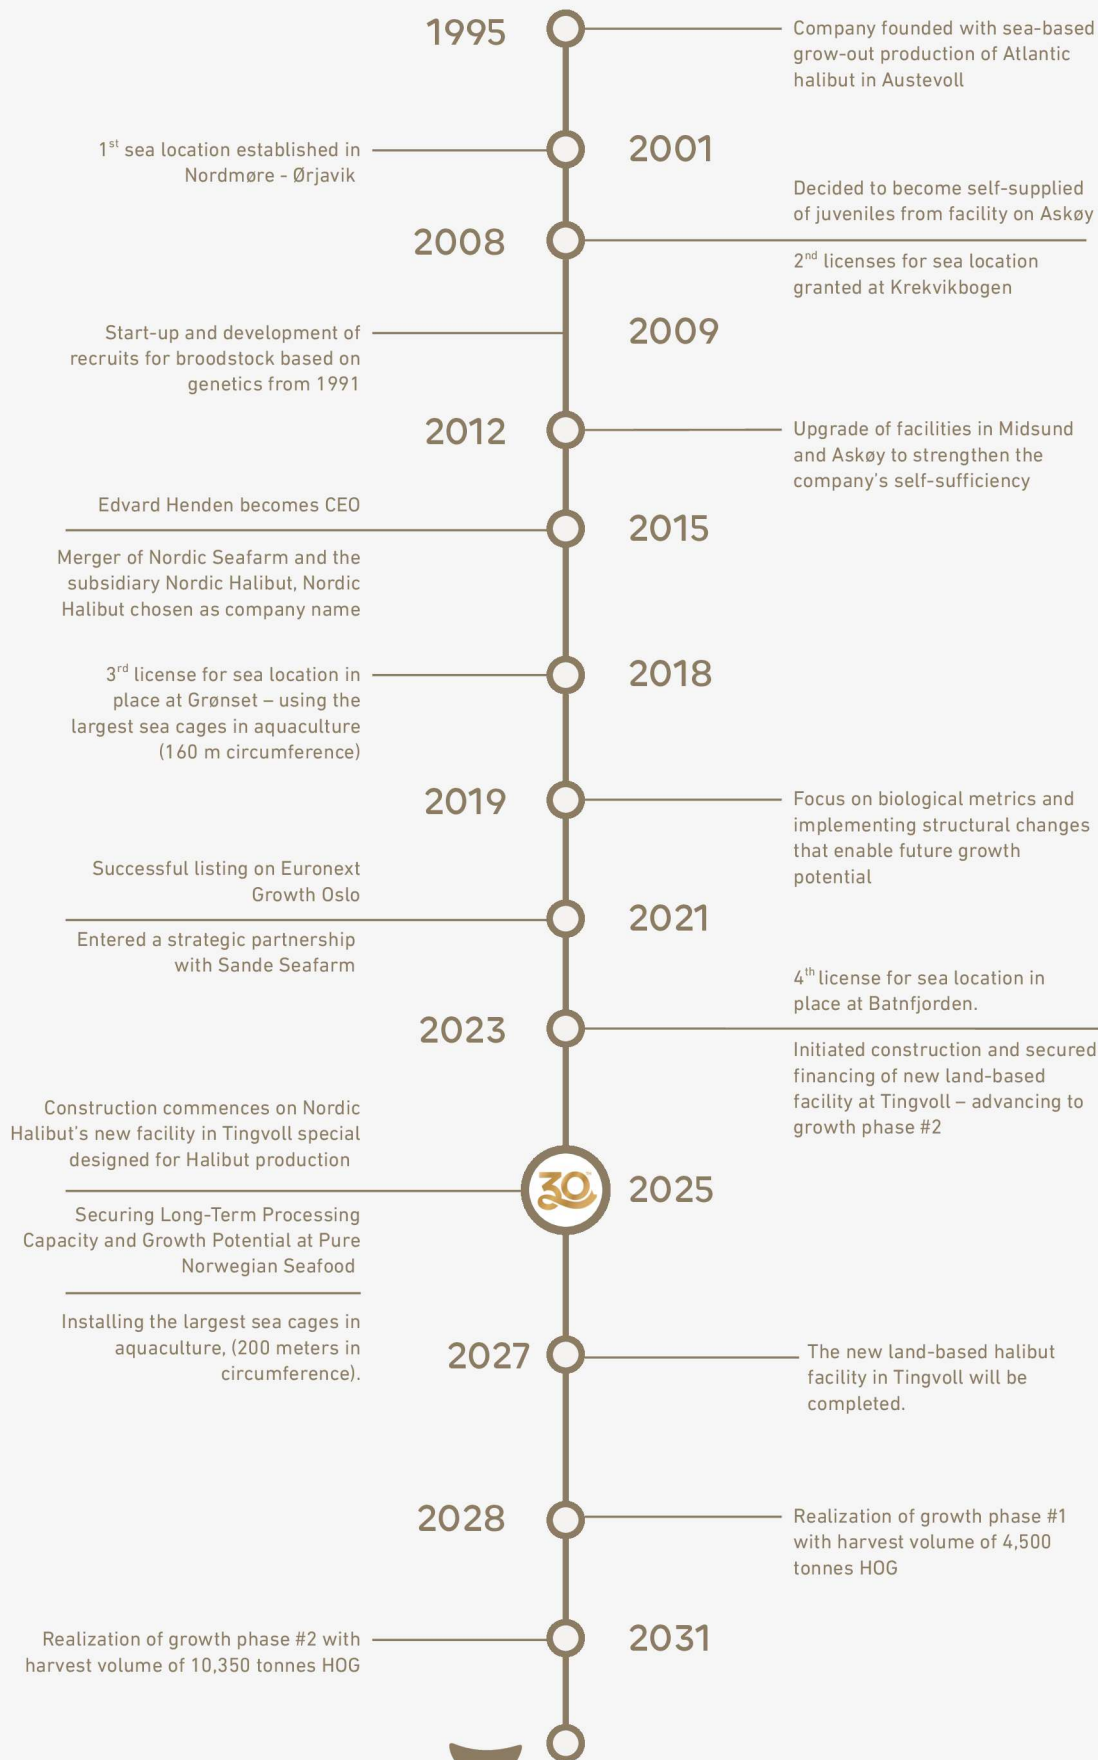 1995
Company founded with sea-based
grow-out production of Atlantic
halibut in Austevoll
2001
1st sea location established in
Nordmøre - Ørjavik
2008
Decided to become self-supplied
of juveniles from facility on Askøy
2nd licenses for sea location
granted at Krekvikbogen
2009
Start-up and development of
recruits for broodstock based on
genetics from 1991
2012
Upgrade of facilities in Midsund
and Askøy to strengthen the
company's self-sufficiency
2015
Edvard Henden becomes CEO
Merger of Nordic Seafarm and the
subsidiary Nordic Halibut, Nordic
Halibut chosen as company name
2018
3rd license for sea location in
place at Grønset – using the
largest sea cages in aquaculture
(160 m circumference)
2019
Focus on biological metrics and
implementing structural changes
that enable future growth
potential
2021
Successful listing on Euronext
Growth Oslo
Entered a strategic partnership
with Sande Seafarm
2023
4th license for sea location in
place at Batnfjorden.
Initiated construction and secured
financing of new land-based
facility at Tingvoll – advancing to
growth phase #2
30
2025
Construction commences on Nordic
Halibut's new facility in Tingvoll special
designed for Halibut production
Securing Long-Term Processing
Capacity and Growth Potential at Pure
Norwegian Seafood
Installing the largest sea cages in
aquaculture, (200 meters in
circumference).
2027
The new land-based halibut
facility in Tingvoll will be
completed.
2028
Realization of growth phase #1
with harvest volume of 4,500
tonnes HOG
2031
Realization of growth phase #2 with
harvest volume of 10,350 tonnes HOG